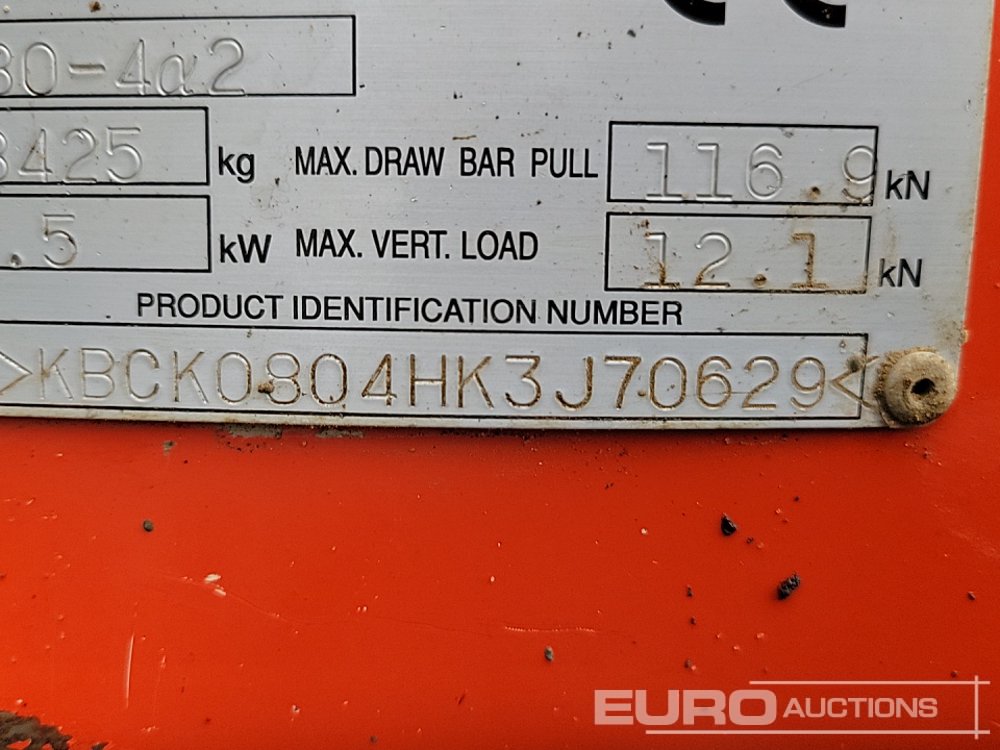 80-4α2
8425 kg MAX. DRAW BAR PULL 116.9 kN
.5 kW MAX. VERT. LOAD 12.1 kN
PRODUCT IDENTIFICATION NUMBER
>KBCK0804HK3J70629<
EURO AUCTIONS